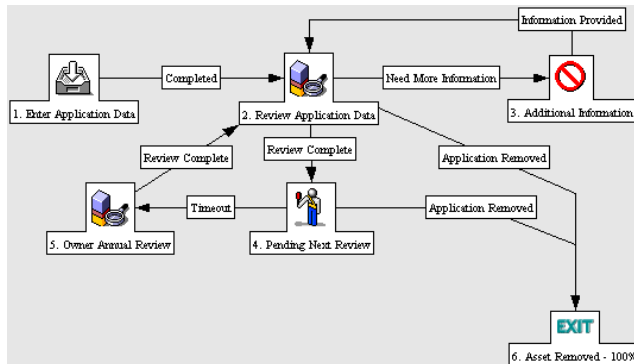 Information Provided
Completed
Need More Information
1. Enter Application Data
2. Review Application Data
3. Additional Information
Review Complete
Review Complete
Application Removed
Timeout
Application Removed
5. Owner Annual Review
4. Pending Next Review
EXIT
6. Asset Removed - 100%